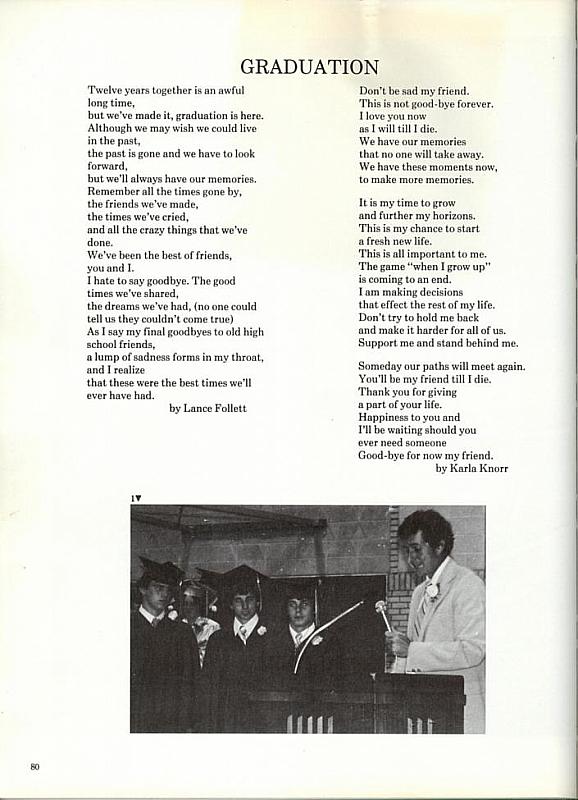 GRADUATION
Twelve years together is an awful
long time,
but we've made it, graduation is here.
Although we may wish we could live
in the past,
the past is gone and we have to look
forward,
but we'll always have our memories.
Remember all the times gone by,
the friends we've made,
the times we've cried,
and all the crazy things that we've
done.
We've been the best of friends,
you and I.
I hate to say goodbye. The good
times we've shared,
the dreams we've had, (no one could
tell us they couldn't come true)
As I say my final goodbyes to old high
school friends,
a lump of sadness forms in my throat,
and I realize
that these were the best times we'll
ever have had.
by Lance Follett
Don't be sad my friend.
This is not good-bye forever.
I love you now
as I will till I die.
We have our memories
that no one will take away.
We have these moments now,
to make more memories.
It is my time to grow
and further my horizons.
This is my chance to start
a fresh new life.
This is all important to me.
The game "when I grow up"
is coming to an end.
I am making decisions
that effect the rest of my life.
Don't try to hold me back
and make it harder for all of us.
Support me and stand behind me.
Someday our paths will meet again.
You'll be my friend till I die.
Thank you for giving
a part of your life.
Happiness to you and
I'll be waiting should you
ever need someone
Good-bye for now my friend.
by Karla Knorr
1▼
80